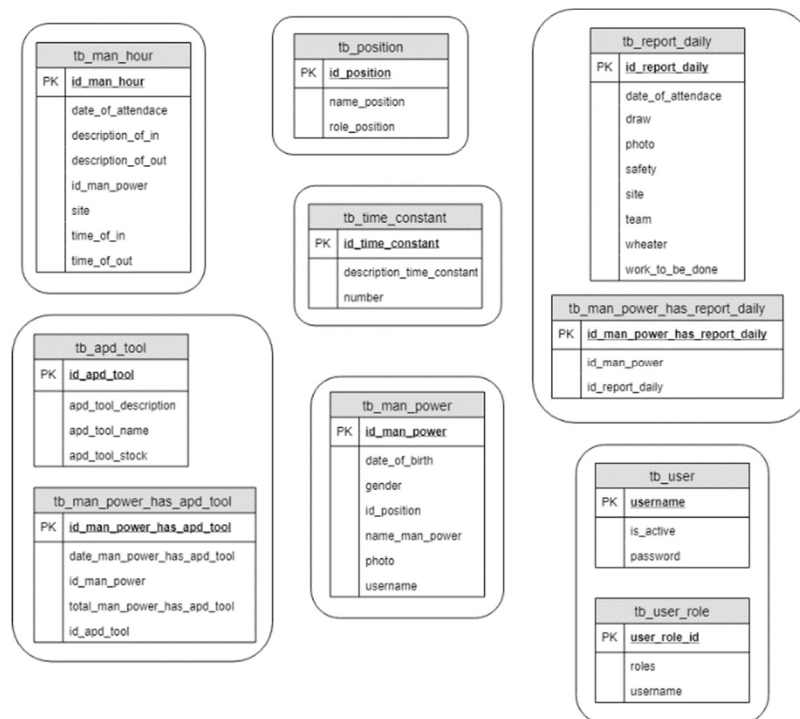 tb_man_hour
PK id_man_hour
date_of_attendace
description_of_in
description_of_out
id_man_power
site
time_of_in
time_of_out
tb_position
PK id_position
name_position
role_position
tb_report_daily
PK id_report_daily
date_of_attendace
draw
photo
safety
site
team
wheater
work_to_be_done
tb_time_constant
PK id_time_constant
description_time_constant
number
tb_man_power_has_report_daily
PK id_man_power_has_report_daily
id_man_power
id_report_daily
tb_apd_tool
PK id_apd_tool
apd_tool_description
apd_tool_name
apd_tool_stock
tb_man_power_has_apd_tool
PK id_man_power_has_apd_tool
date_man_power_has_apd_tool
id_man_power
total_man_power_has_apd_tool
id_apd_tool
tb_man_power
PK id_man_power
date_of_birth
gender
id_position
name_man_power
photo
username
tb_user
PK username
is_active
password
tb_user_role
PK user_role_id
roles
username